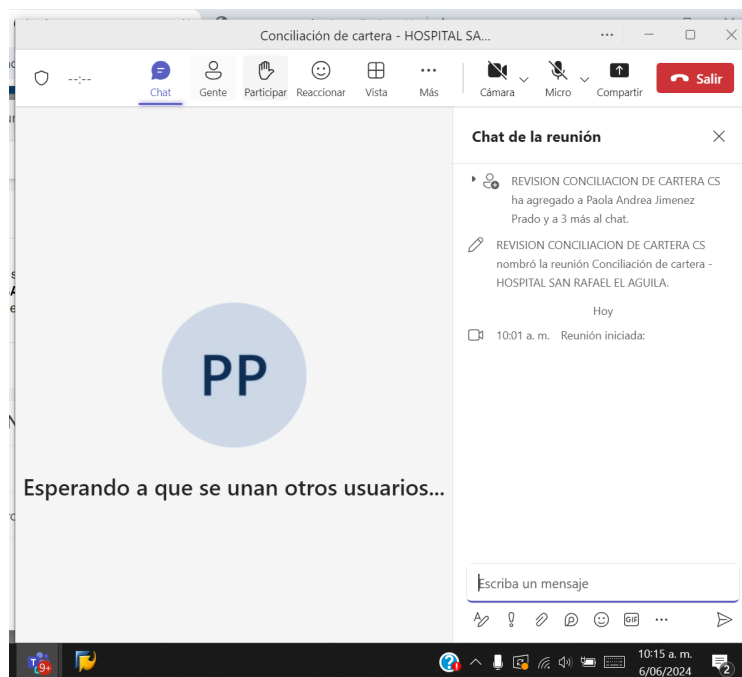 Conciliación de cartera - HOSPITAL SA...
--:--
Chat
Gente
Participar
Reaccionar
Vista
Más
Cámara
Micro
Compartir
Salir
Chat de la reunión
REVISION CONCILIACION DE CARTERA CS
ha agregado a Paola Andrea Jimenez
Prado y a 3 más al chat.
REVISION CONCILIACION DE CARTERA CS
nombró la reunión Conciliación de cartera -
HOSPITAL SAN RAFAEL EL AGUILA.
Hoy
10:01 a. m. Reunión iniciada:
PP
Esperando a que se unan otros usuarios...
Escriba un mensaje
GIF
9+
10:15 a. m.
6/06/2024
2